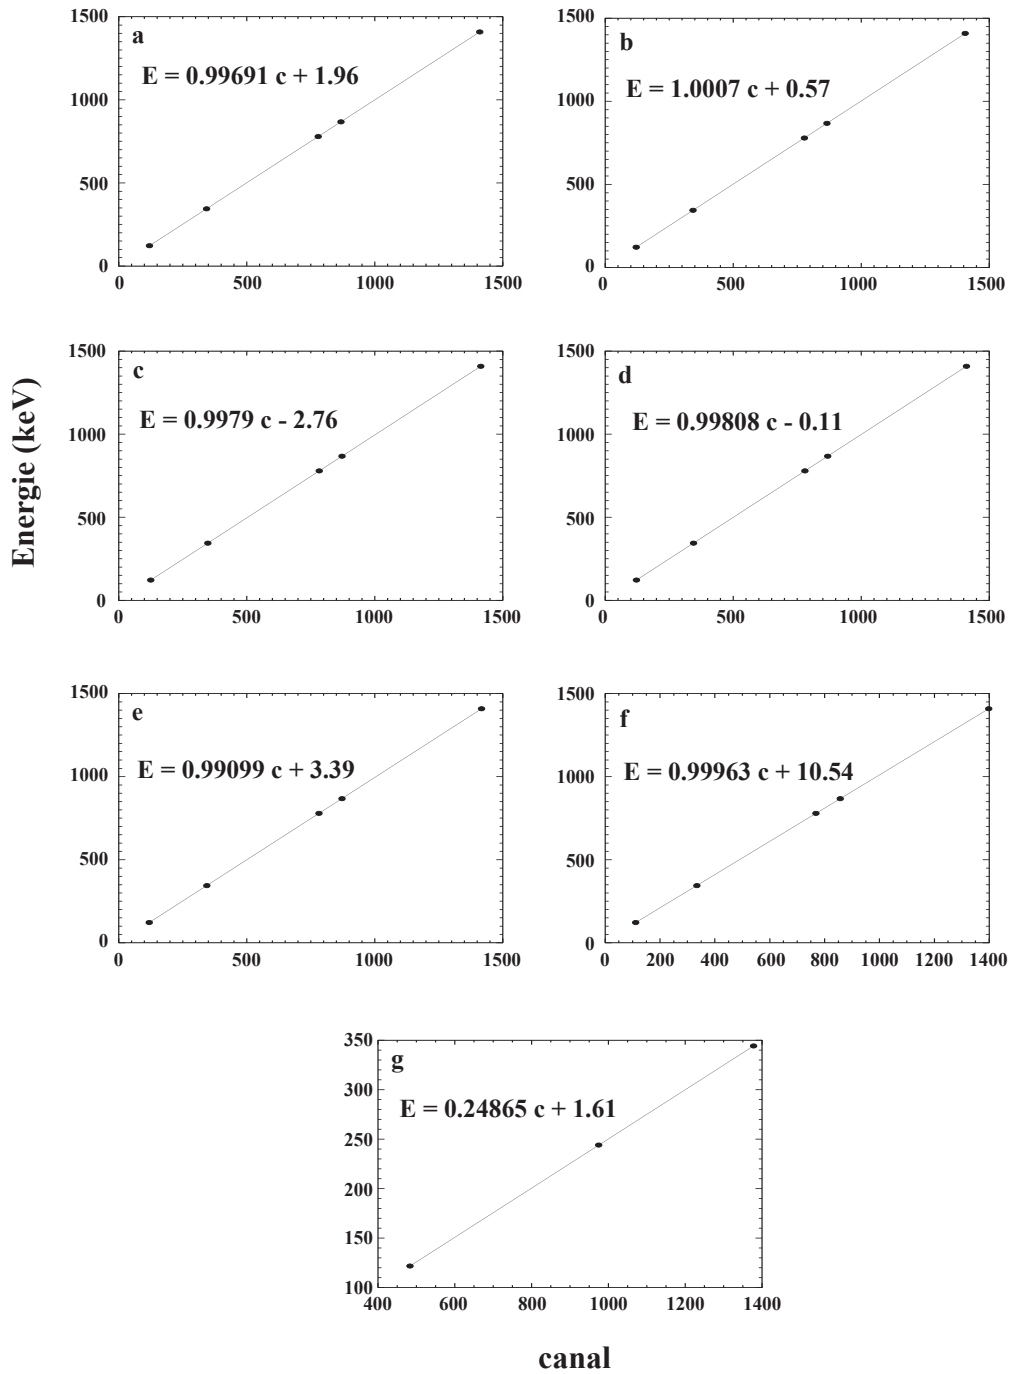 1500
a
E = 0.99691 c + 1.96
1000
500
0
0 500 1000 1500
1500
b
E = 1.0007 c + 0.57
1000
500
0
0 500 1000 1500
Energie (keV)
1500
c
E = 0.9979 c - 2.76
1000
500
0
0 500 1000 1500
1500
d
E = 0.99808 c - 0.11
1000
500
0
0 500 1000 1500
1500
e
E = 0.99099 c + 3.39
1000
500
0
0 500 1000 1500
1500
f
E = 0.99963 c + 10.54
1000
500
0
0 200 400 600 800 1000 1200 1400
350
g
300
E = 0.24865 c + 1.61
250
200
150
100
400 600 800 1000 1200 1400
canal